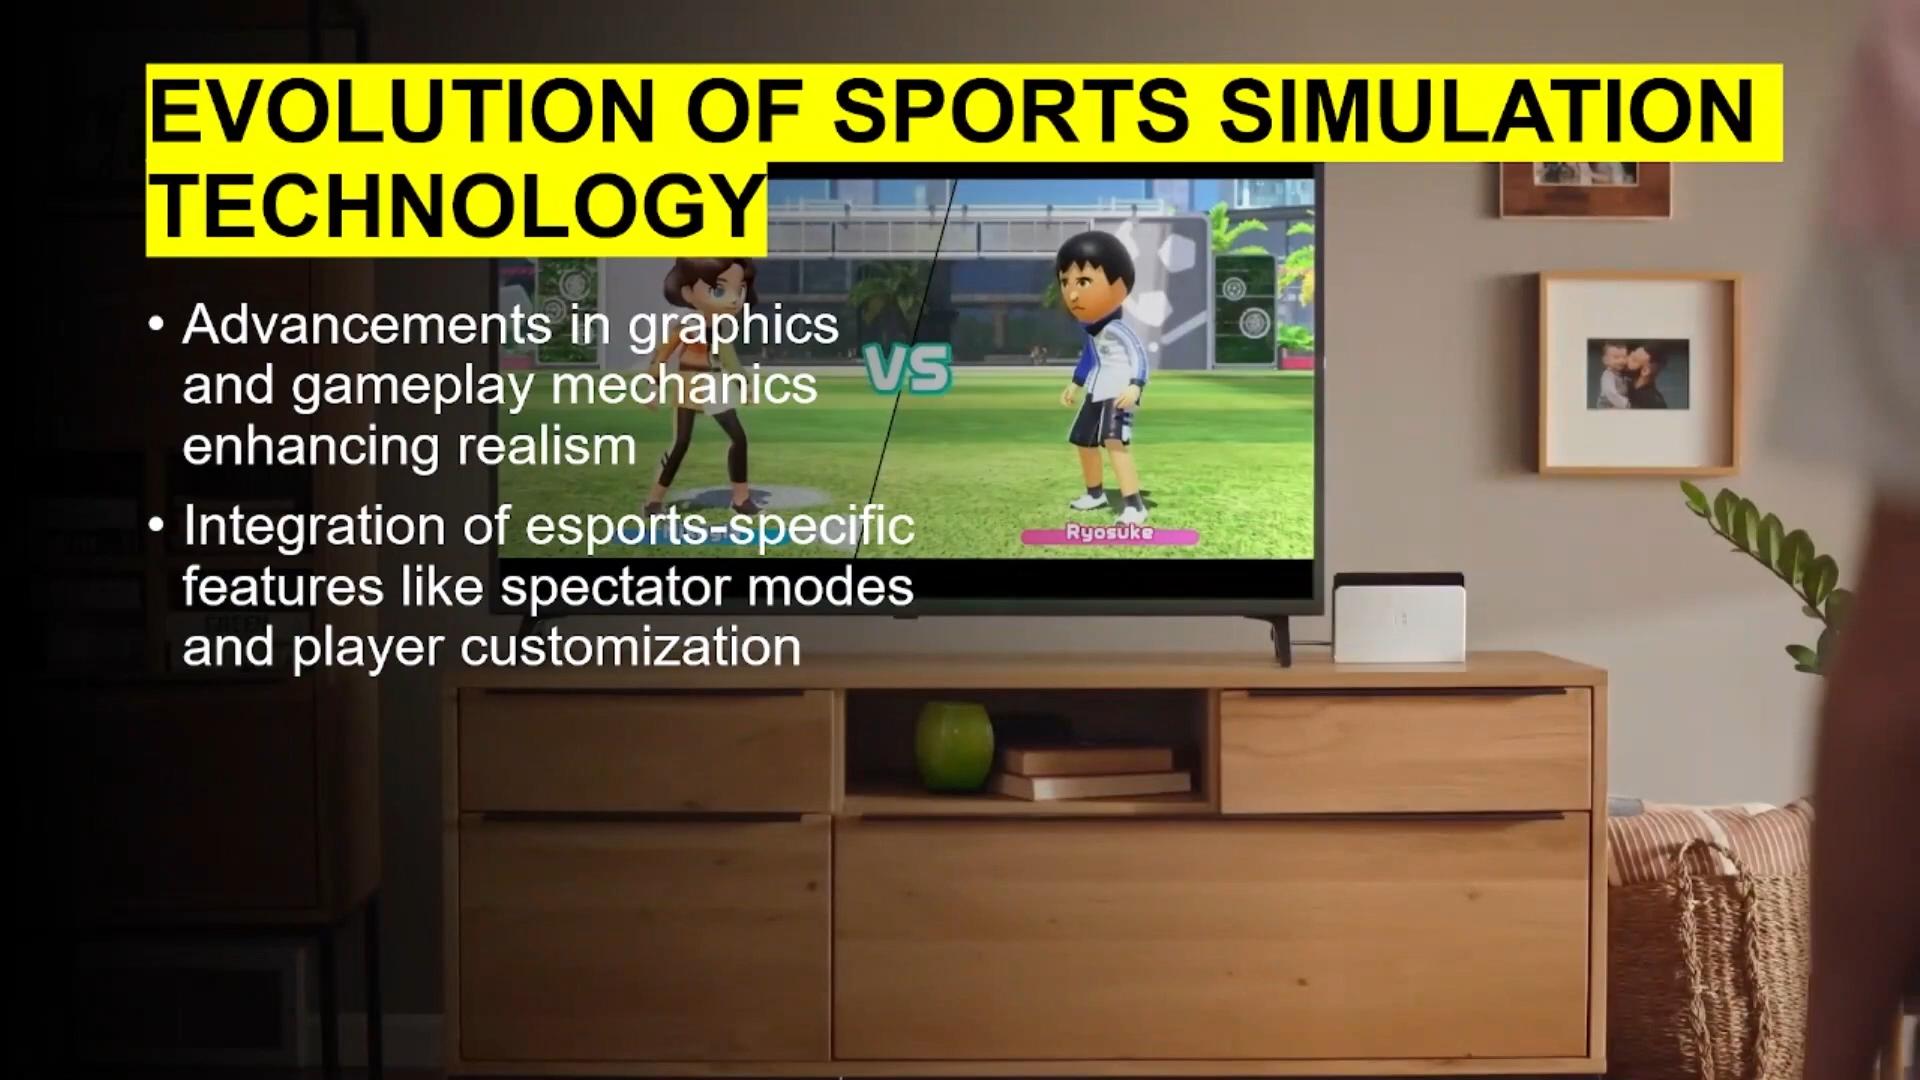 EVOLUTION OF SPORTS SIMULATION
TECHNOLOGY
• Advancements in graphics
and gameplay mechanics
enhancing realism
VS
• Integration of esports-specific
features like spectator modes
and player customization
Ryosuke